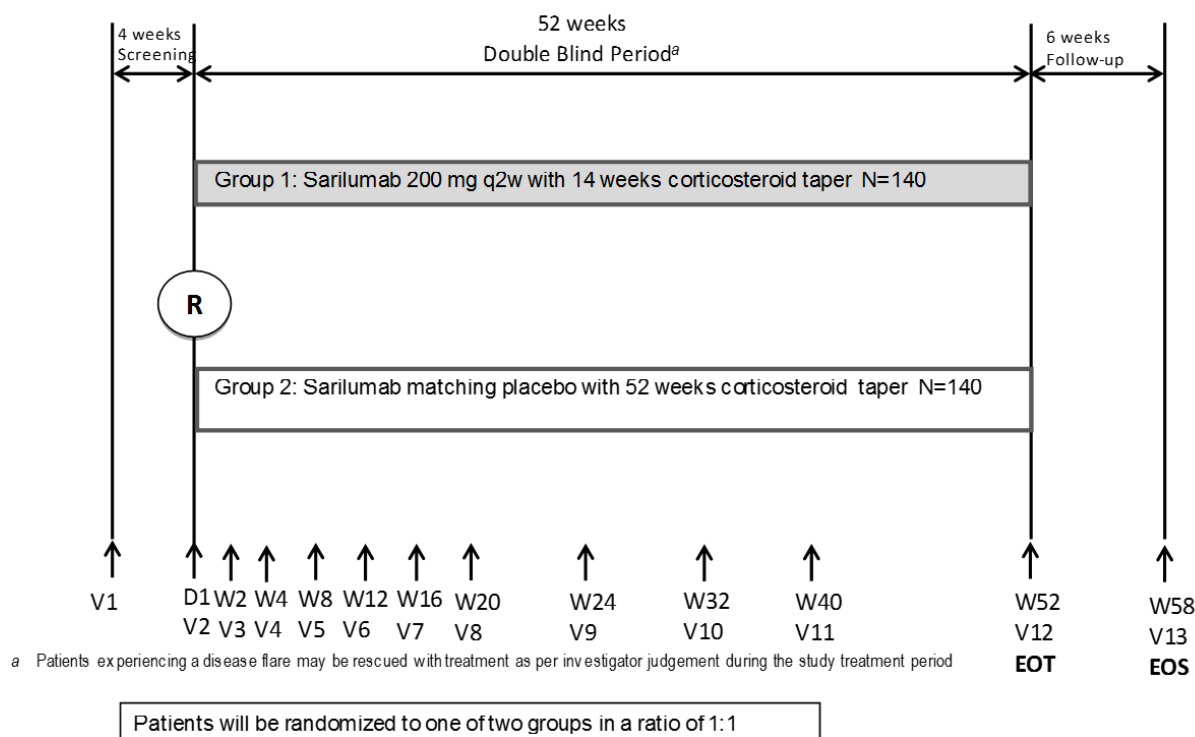 4 weeks
Screening
52 weeks
Double Blind Period^a
6 weeks
Follow-up
Group 1: Sarilumab 200 mg q2w with 14 weeks corticosteroid taper N=140
R
Group 2: Sarilumab matching placebo with 52 weeks corticosteroid taper N=140
V1
D1 W2 W4 W8 W12 W16 W20 W24 W32 W40 W52 W58
V2 V3 V4 V5 V6 V7 V8 V9 V10 V11 V12 V13
EOT EOS
a Patients experiencing a disease flare may be rescued with treatment as per investigator judgement during the study treatment period
Patients will be randomized to one of two groups in a ratio of 1:1